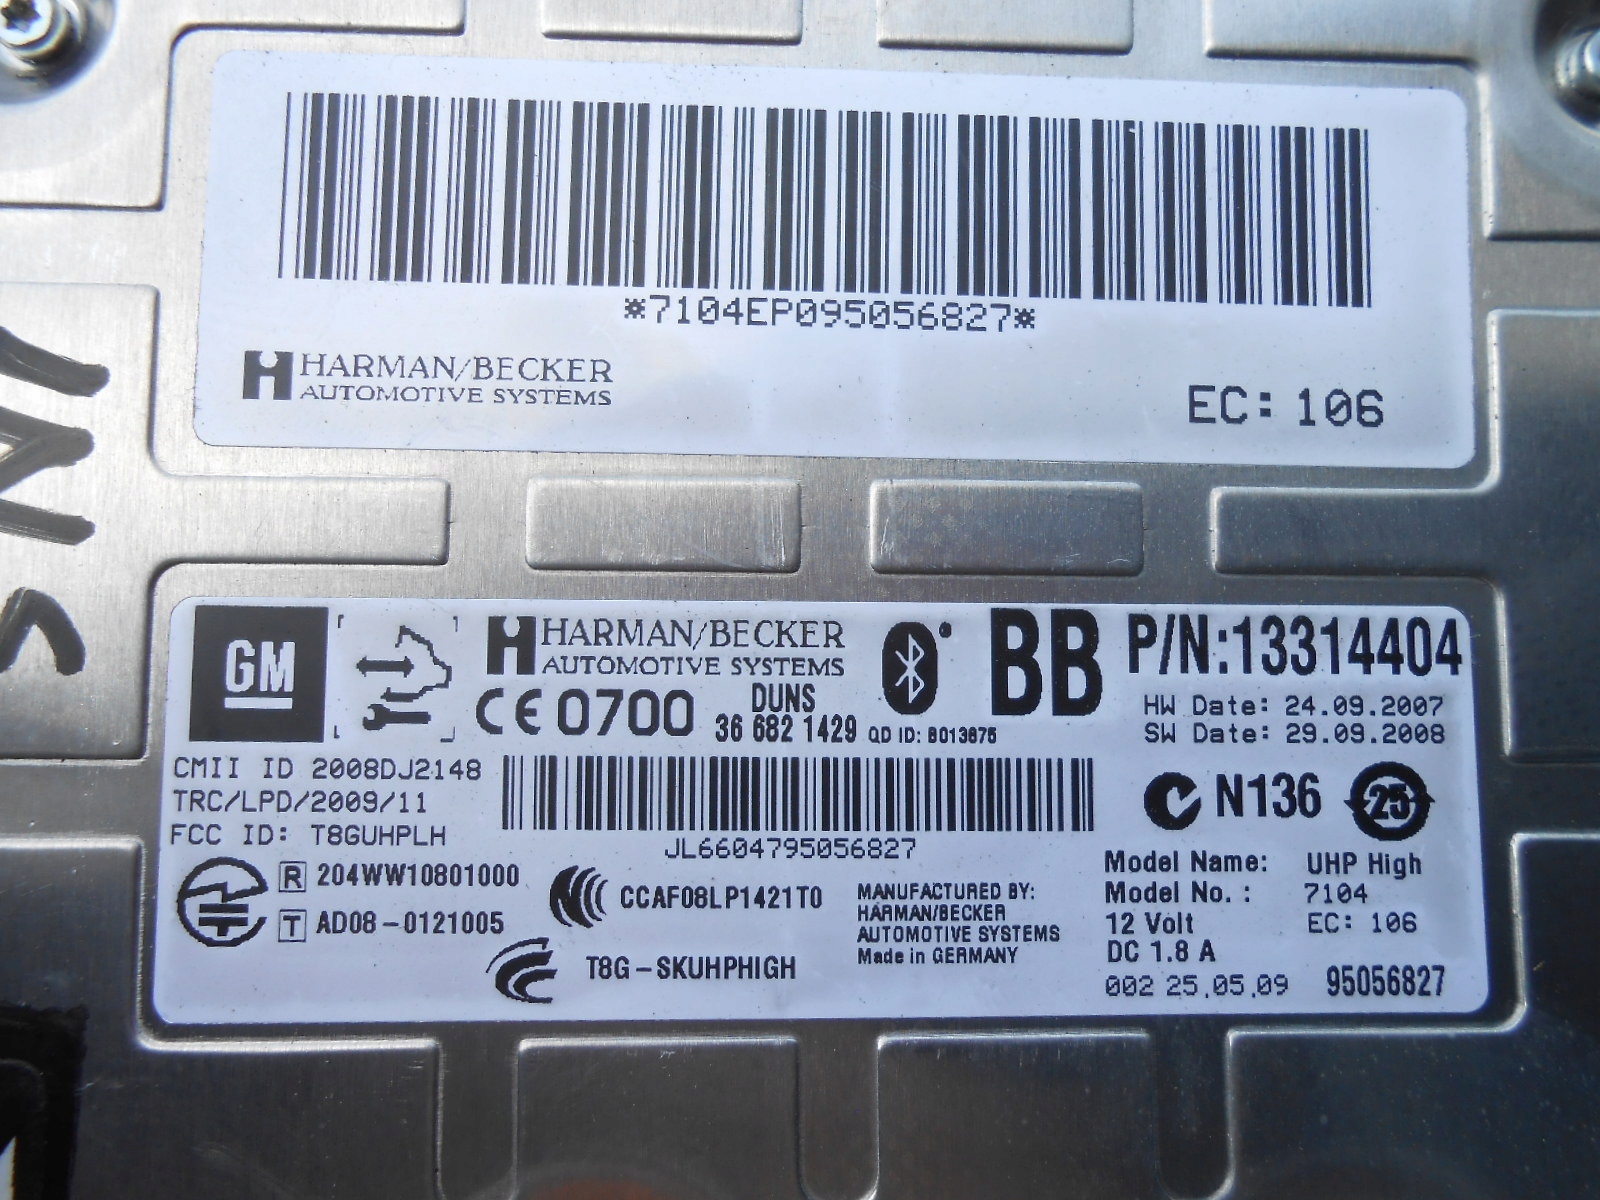 *7104EP095056827*
HARMAN/BECKER
AUTOMOTIVE SYSTEMS
EC: 106
GM
HARMAN/BECKER
AUTOMOTIVE SYSTEMS
BB
P/N:13314404
HW Date: 24.09.2007
SW Date: 29.09.2008
CE 0700
DUNS
36 682 1429
QD ID: B013875
CMII ID 2008DJ2148
TRC/LPD/2009/11
FCC ID: T8GUHPLH
JL6604795056827
N136
25
R 204WW10801000
T AD08-0121005
CCAF08LP1421T0
T8G-SKUHPHIGH
MANUFACTURED BY:
HARMAN/BECKER
AUTOMOTIVE SYSTEMS
Made in GERMANY
Model Name: UHP High
Model No. : 7104
12 Volt EC: 106
DC 1.8 A
002 25.05.09 95056827